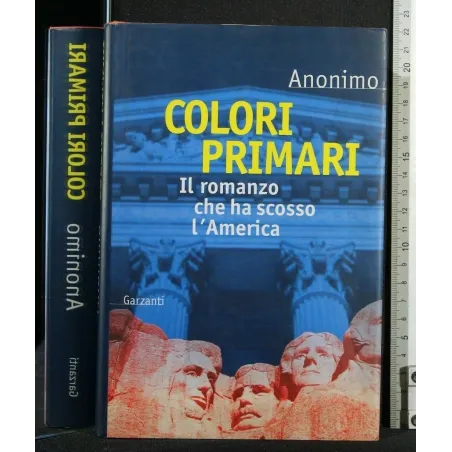 Anonimo
COLORI
PRIMARI
Il romanzo
che ha scosso
l'America
Garzanti
COLORI PRIMARI
Anonimo
Garzanti